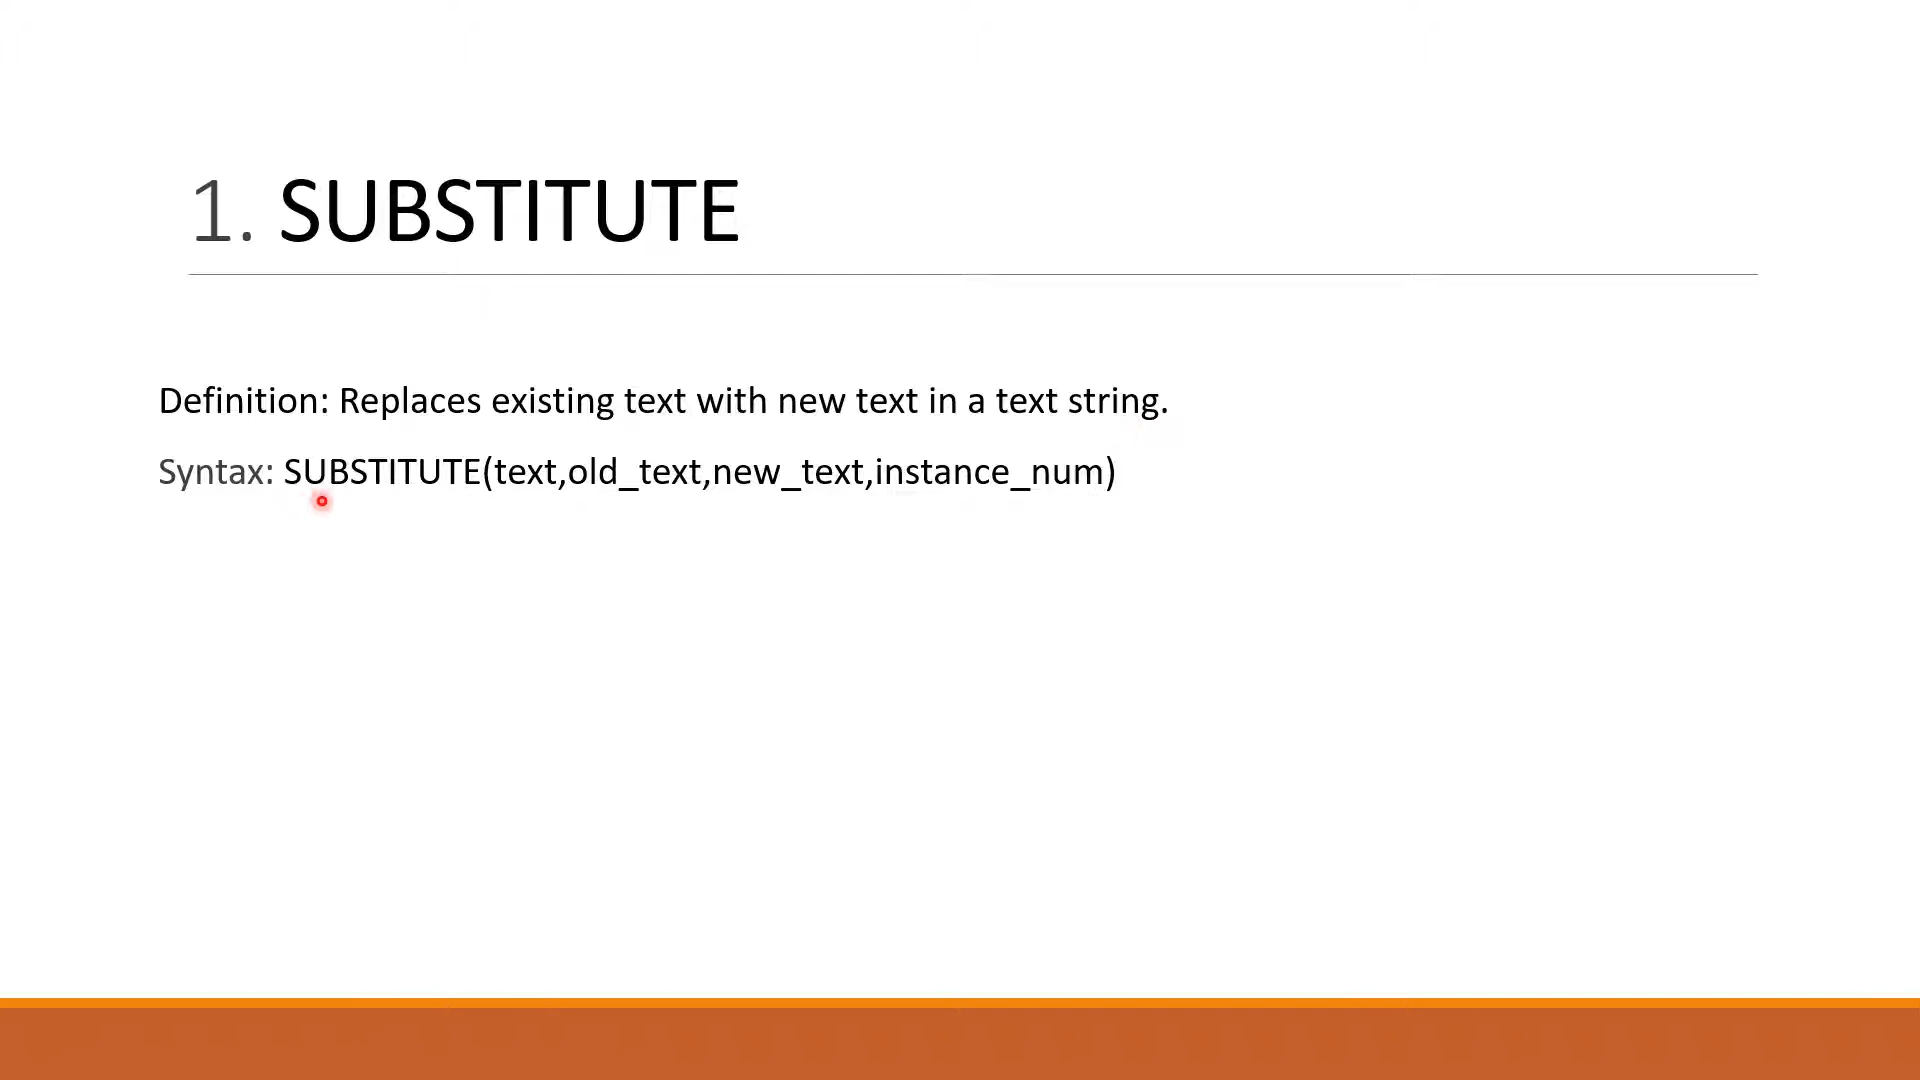 1. SUBSTITUTE
Definition: Replaces existing text with new text in a text string.
Syntax: SUBSTITUTE(text,old_text,new_text,instance_num)